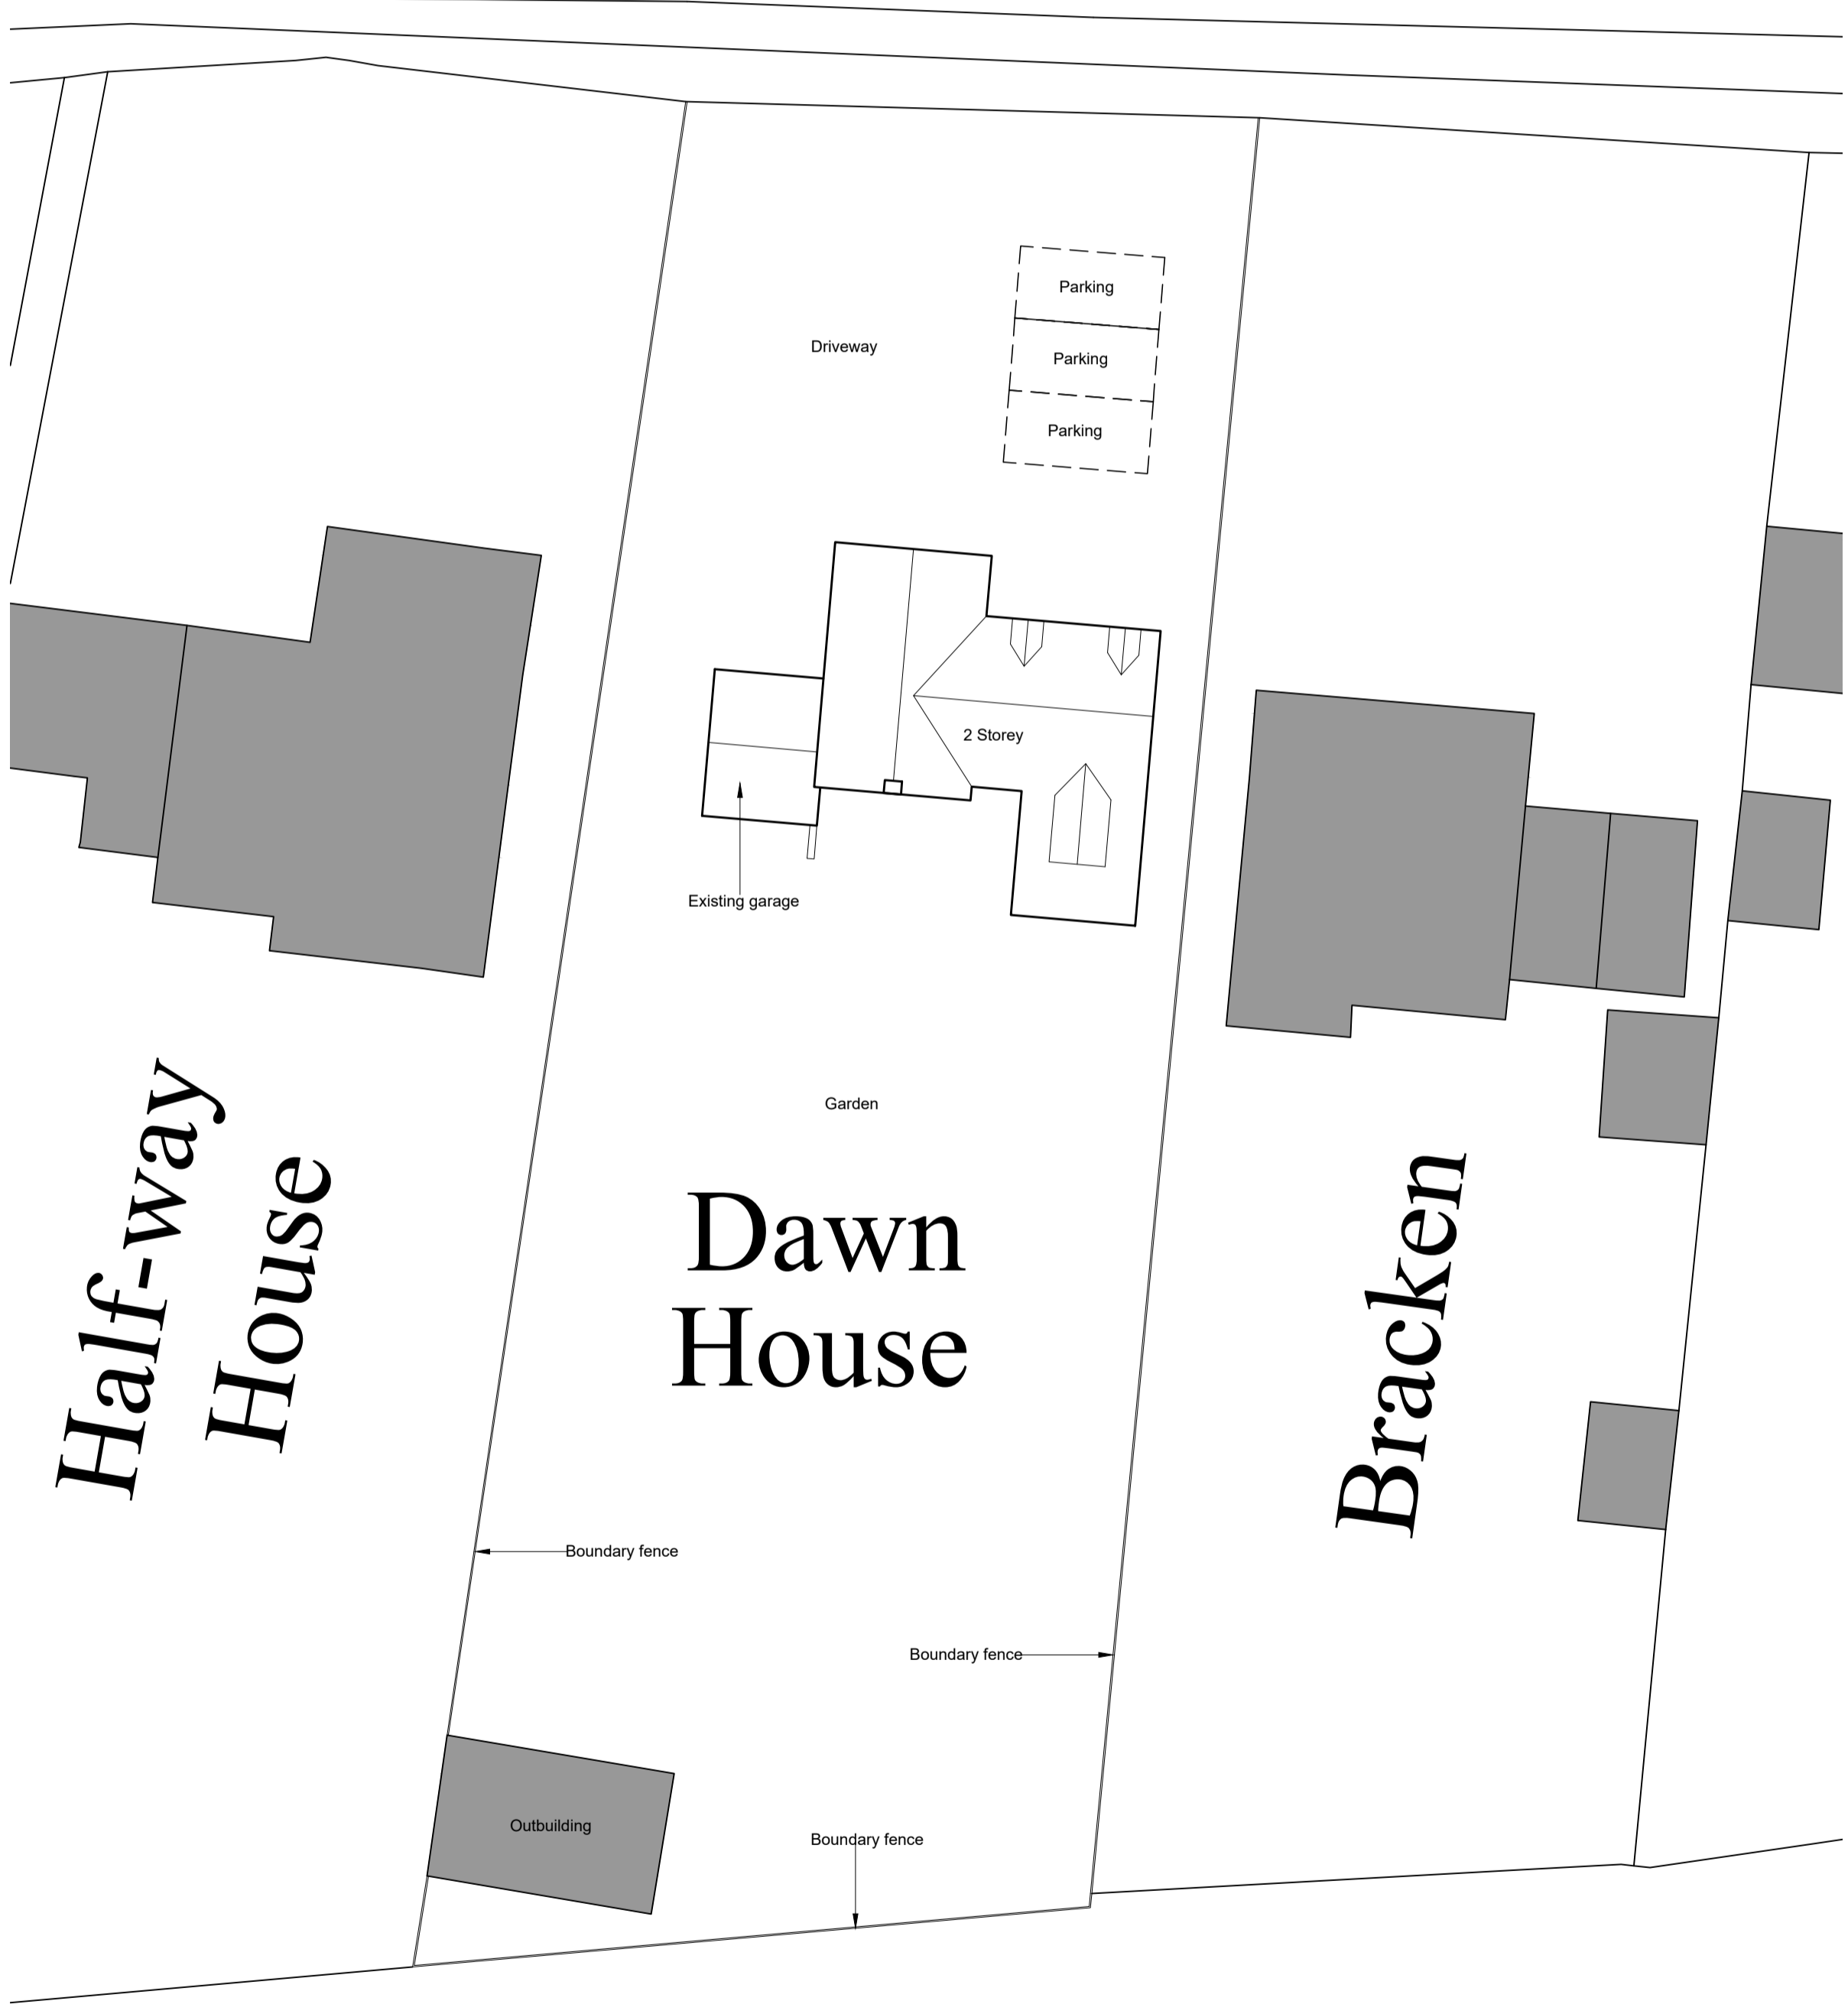 Parking
Driveway
Parking
Parking
2 Storey
Existing garage
Garden
Half-way
House
Dawn
House
Bracken
Boundary fence
Boundary fence
Outbuilding
Boundary fence